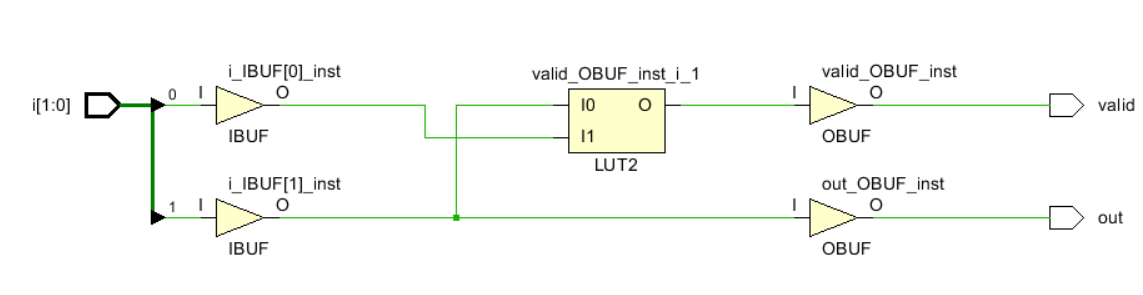 i_IBUF[0]_inst
valid_OBUF_inst_i_1
valid_OBUF_inst
i[1:0]
0
I
O
I0
O
I1
I
O
valid
IBUF
LUT2
OBUF
i_IBUF[1]_inst
out_OBUF_inst
1
I
O
I
O
out
IBUF
OBUF